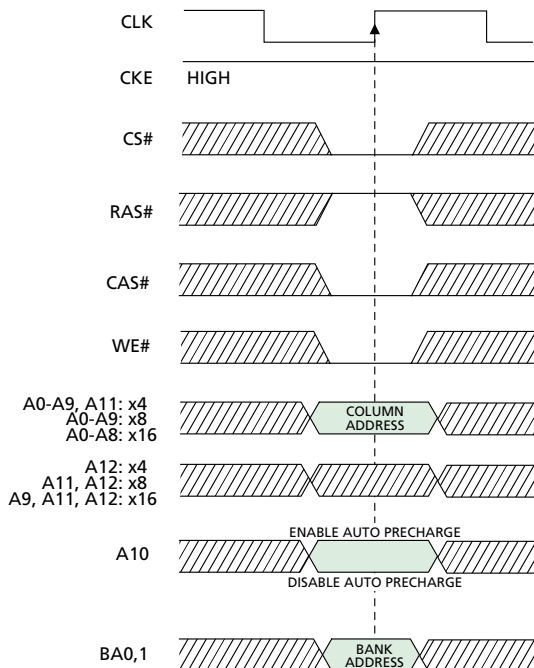 CLK
CKE HIGH
CS#
RAS#
CAS#
WE#
A0-A9, A11: x4
A0-A9: x8
A0-A8: x16
COLUMN
ADDRESS
A12: x4
A11, A12: x8
A9, A11, A12: x16
ENABLE AUTO PRECHARGE
A10
DISABLE AUTO PRECHARGE
BA0,1
BANK
ADDRESS